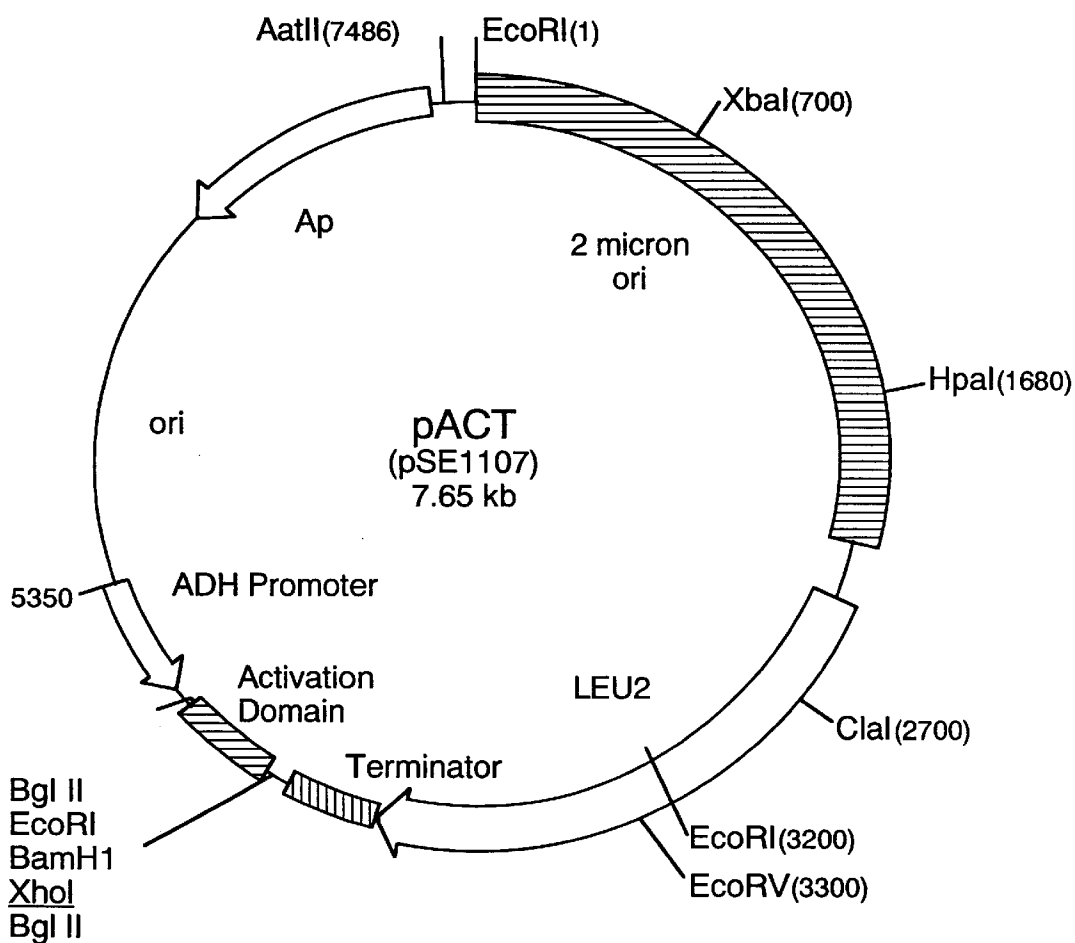 AatII(7486)
EcoRI(1)
XbaI(700)
Ap
2 micron
ori
HpaI(1680)
ori
pACT
(pSE1107)
7.65 kb
5350
ADH Promoter
Activation
Domain
LEU2
ClaI(2700)
Terminator
EcoRI(3200)
EcoRV(3300)
Bgl II
EcoRI
BamH1
XhoI
Bgl II